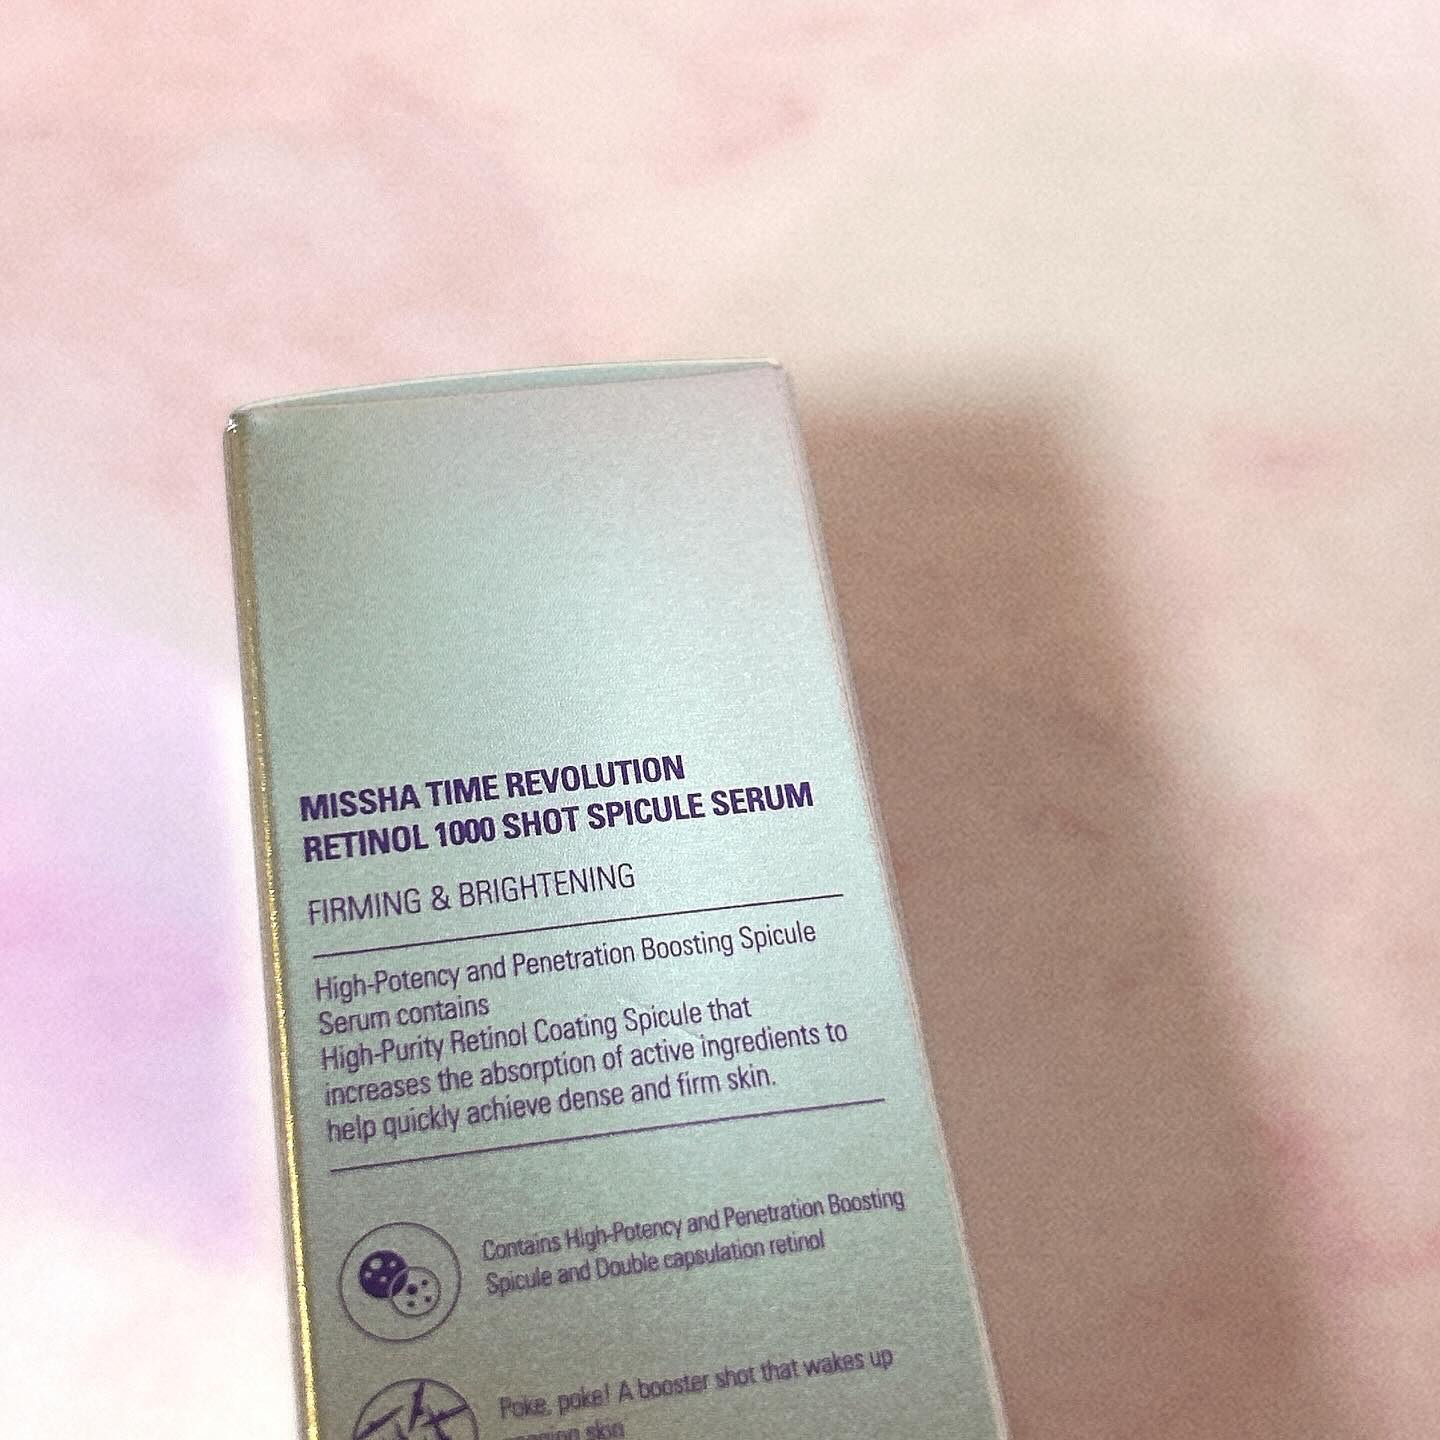 MISSHA TIME REVOLUTION
RETINOL 1000 SHOT SPICULE SERUM
FIRMING & BRIGHTENING
High-Potency and Penetration Boosting Spicule
Serum contains
High-Purity Retinol Coating Spicule that
increases the absorption of active ingredients to
help quickly achieve dense and firm skin.
Contains High-Potency and Penetration Boosting
Spicule and Double capsulation retinol
Poke, poke! A booster shot that wakes up
skin